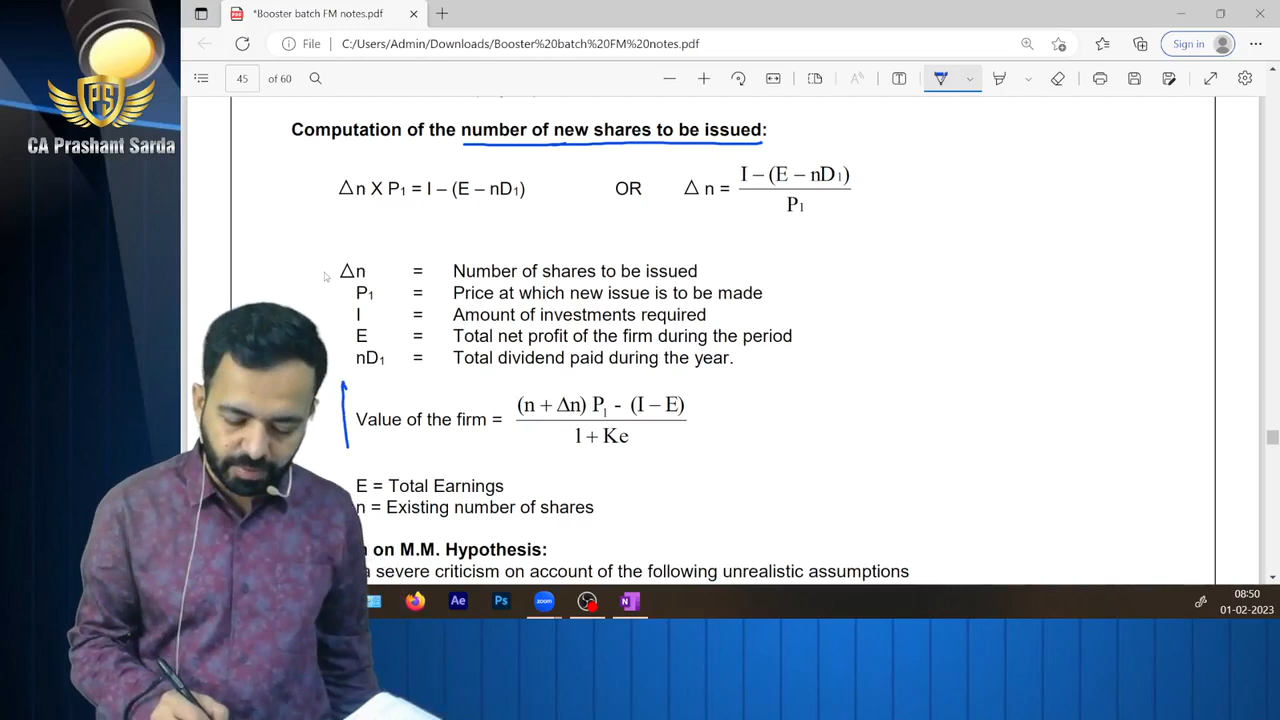 *Booster batch FM notes.pdf
File
C:/Users/Admin/Downloads/Booster%20batch%20FM%20notes.pdf
Sign in
45 of 60
PS
CA Prashant Sarda
Computation of the number of new shares to be issued:
△n X P₁ = I – (E – nD₁) OR △ n = I – (E – nD₁) / P₁
△n = Number of shares to be issued
P₁ = Price at which new issue is to be made
I = Amount of investments required
E = Total net profit of the firm during the period
nD₁ = Total dividend paid during the year.
Value of the firm = (n + Δn) P₁ - (I – E) / 1 + Ke
E = Total Earnings
n = Existing number of shares
on M.M. Hypothesis:
a severe criticism on account of the following unrealistic assumptions
Ae
Ps
zoom
N
08:50
01-02-2023